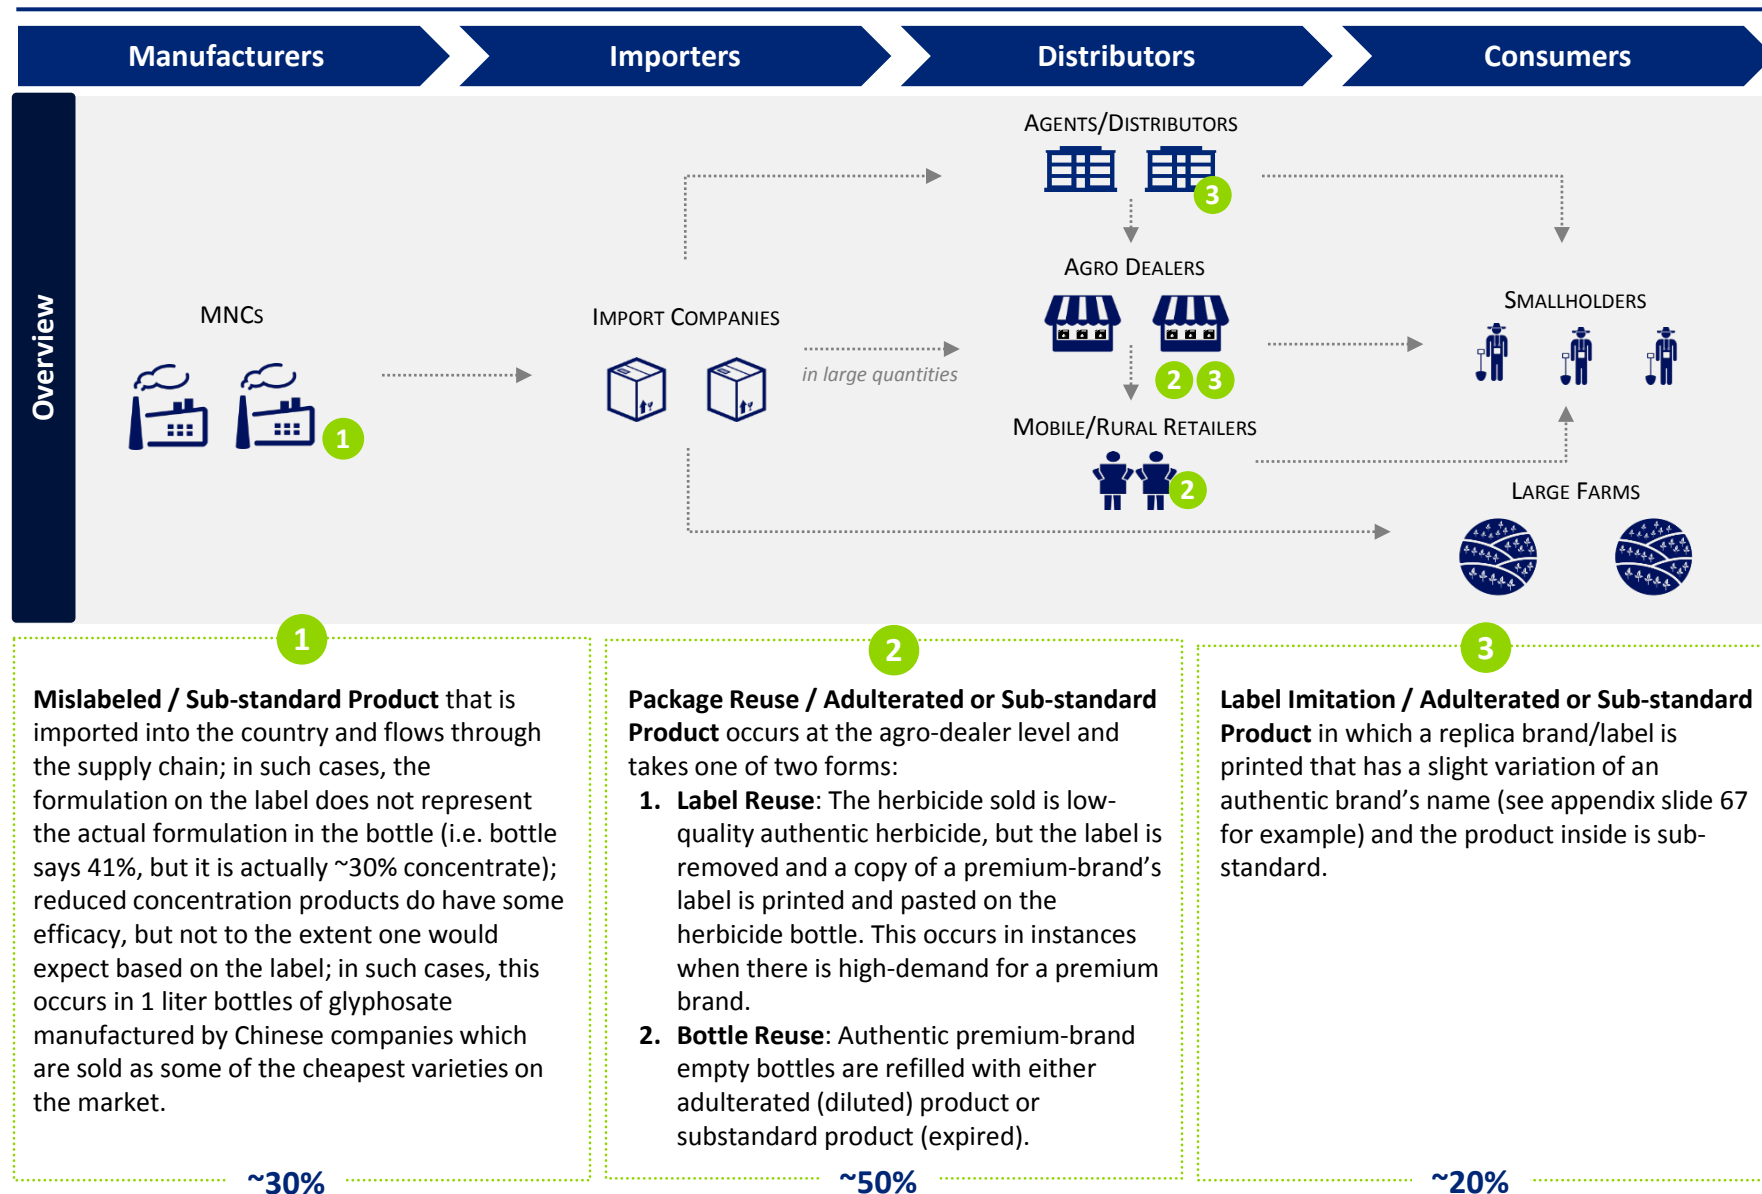 Manufacturers
Importers
Distributors
Consumers
Overview
MNCs
1
IMPORT COMPANIES
in large quantities
AGENTS/DISTRIBUTORS
3
AGRO DEALERS
2 3
MOBILE/RURAL RETAILERS
2
SMALLHOLDERS
LARGE FARMS
1
Mislabeled / Sub-standard Product that is
imported into the country and flows through
the supply chain; in such cases, the
formulation on the label does not represent
the actual formulation in the bottle (i.e. bottle
says 41%, but it is actually ~30% concentrate);
reduced concentration products do have some
efficacy, but not to the extent one would
expect based on the label; in such cases, this
occurs in 1 liter bottles of glyphosate
manufactured by Chinese companies which
are sold as some of the cheapest varieties on
the market.
~30%
2
Package Reuse / Adulterated or Sub-standard
Product occurs at the agro-dealer level and
takes one of two forms:
1. Label Reuse: The herbicide sold is low-
quality authentic herbicide, but the label is
removed and a copy of a premium-brand's
label is printed and pasted on the
herbicide bottle. This occurs in instances
when there is high-demand for a premium
brand.
2. Bottle Reuse: Authentic premium-brand
empty bottles are refilled with either
adulterated (diluted) product or
substandard product (expired).
~50%
3
Label Imitation / Adulterated or Sub-standard
Product in which a replica brand/label is
printed that has a slight variation of an
authentic brand's name (see appendix slide 67
for example) and the product inside is sub-
standard.
~20%